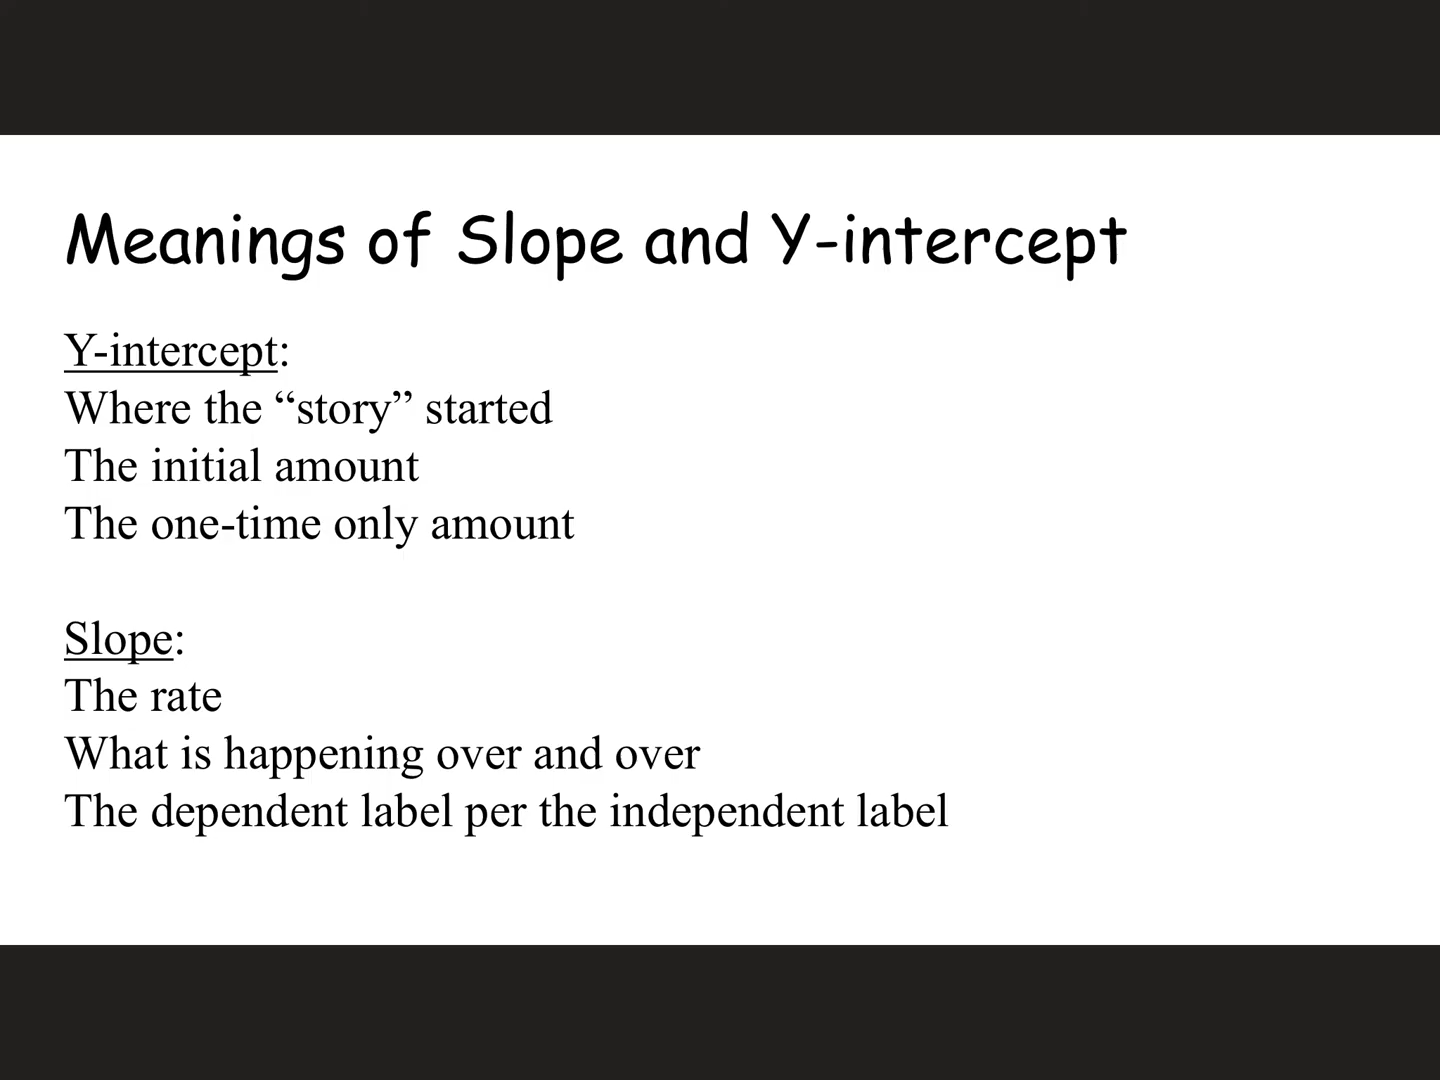 Meanings of Slope and Y-intercept
Y-intercept:
Where the “story” started
The initial amount
The one-time only amount
Slope:
The rate
What is happening over and over
The dependent label per the independent label